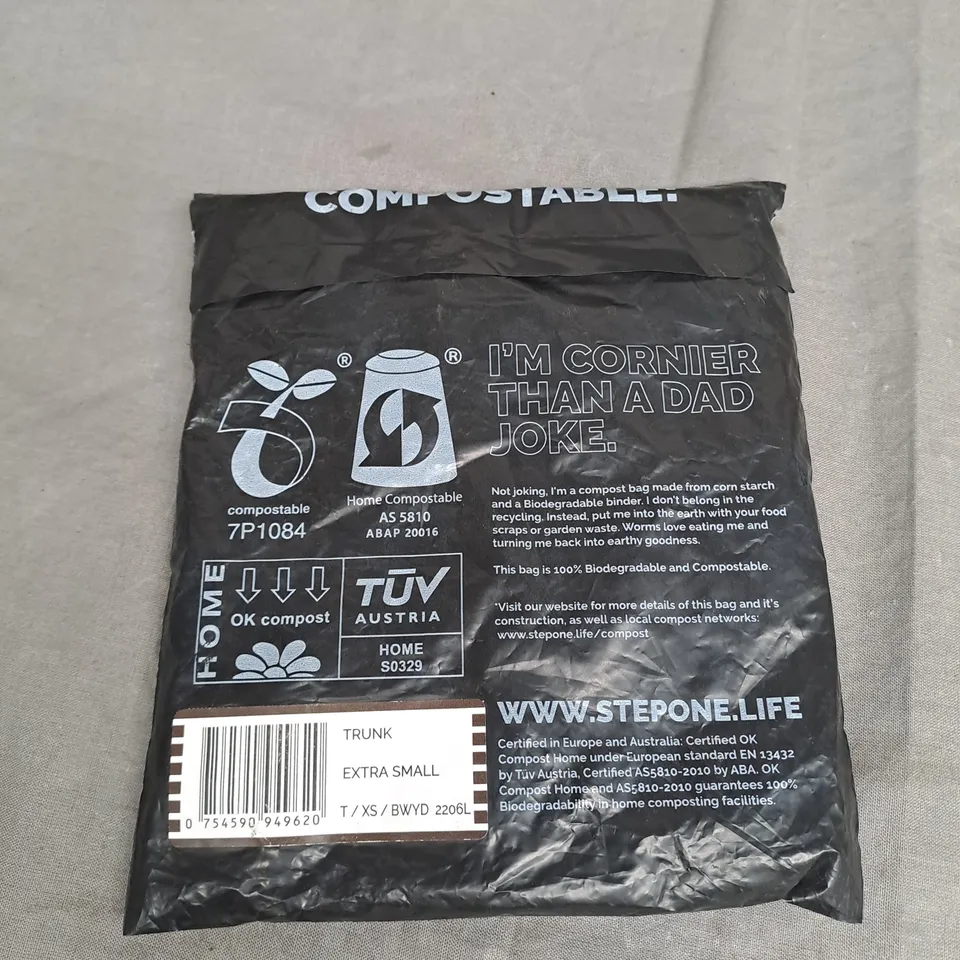 COMPOSTABLE!
®
®
I'M CORNIER
THAN A DAD
JOKE.
compostable
7P1084
Home Compostable
AS 5810
ABAP 20016
Not joking, I'm a compost bag made from corn starch
and a Biodegradable binder. I don't belong in the
recycling. Instead, put me into the earth with your food
scraps or garden waste. Worms love eating me and
turning me back into earthy goodness.
This bag is 100% Biodegradable and Compostable.
*Visit our website for more details of this bag and it's
construction, as well as local compost networks:
www.stepone.life/compost
HOME
OK compost
TÜV
AUSTRIA
HOME
S0329
WWW.STEPONE.LIFE
Certified in Europe and Australia: Certified OK
Compost Home under European standard EN 13432
by Tüv Austria, Certified AS5810-2010 by ABA. OK
Compost Home and AS5810-2010 guarantees 100%
Biodegradability in home composting facilities.
TRUNK
EXTRA SMALL
T / XS / BWYD 2206L
0 754590 949620